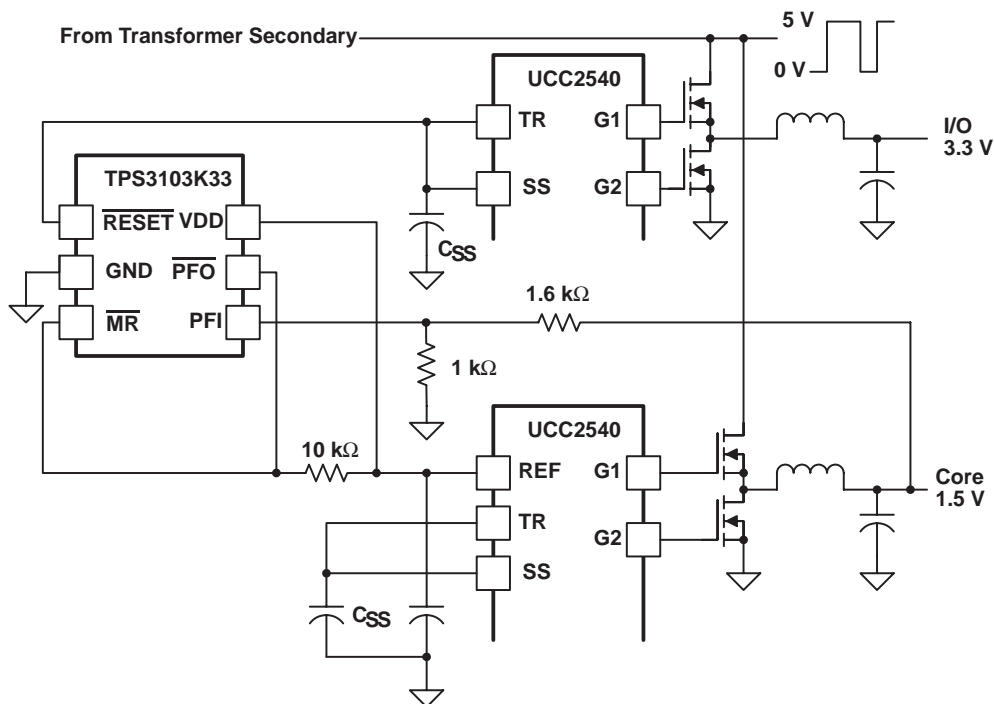 From Transformer Secondary
5 V
0 V
UCC2540
TR
G1
SS
G2
CSS
I/O
3.3 V
TPS3103K33
RESET
VDD
GND
PFO
MR
PFI
1.6 kΩ
1 kΩ
10 kΩ
UCC2540
REF
G1
TR
G2
SS
CSS
Core
1.5 V